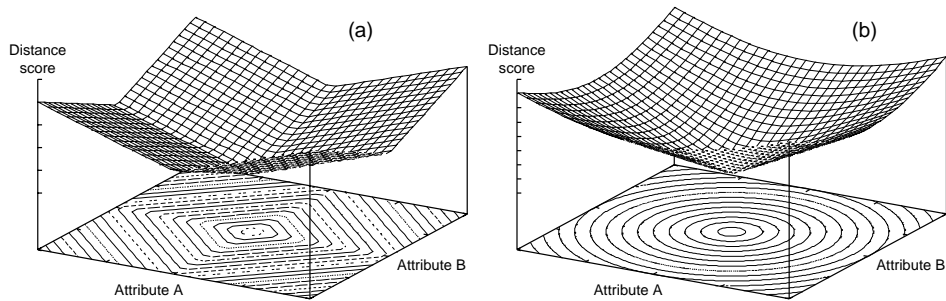 (a)
Distance
score
Attribute A
Attribute B
(b)
Distance
score
Attribute A
Attribute B